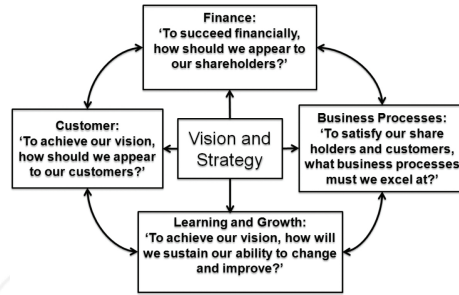 Finance:
‘To succeed financially,
how should we appear to
our shareholders?’
Customer:
‘To achieve our vision,
how should we appear
to our customers?’
Vision and
Strategy
Business Processes:
‘To satisfy our share
holders and customers,
what business processes
must we excel at?’
Learning and Growth:
‘To achieve our vision, how will
we sustain our ability to change
and improve?’